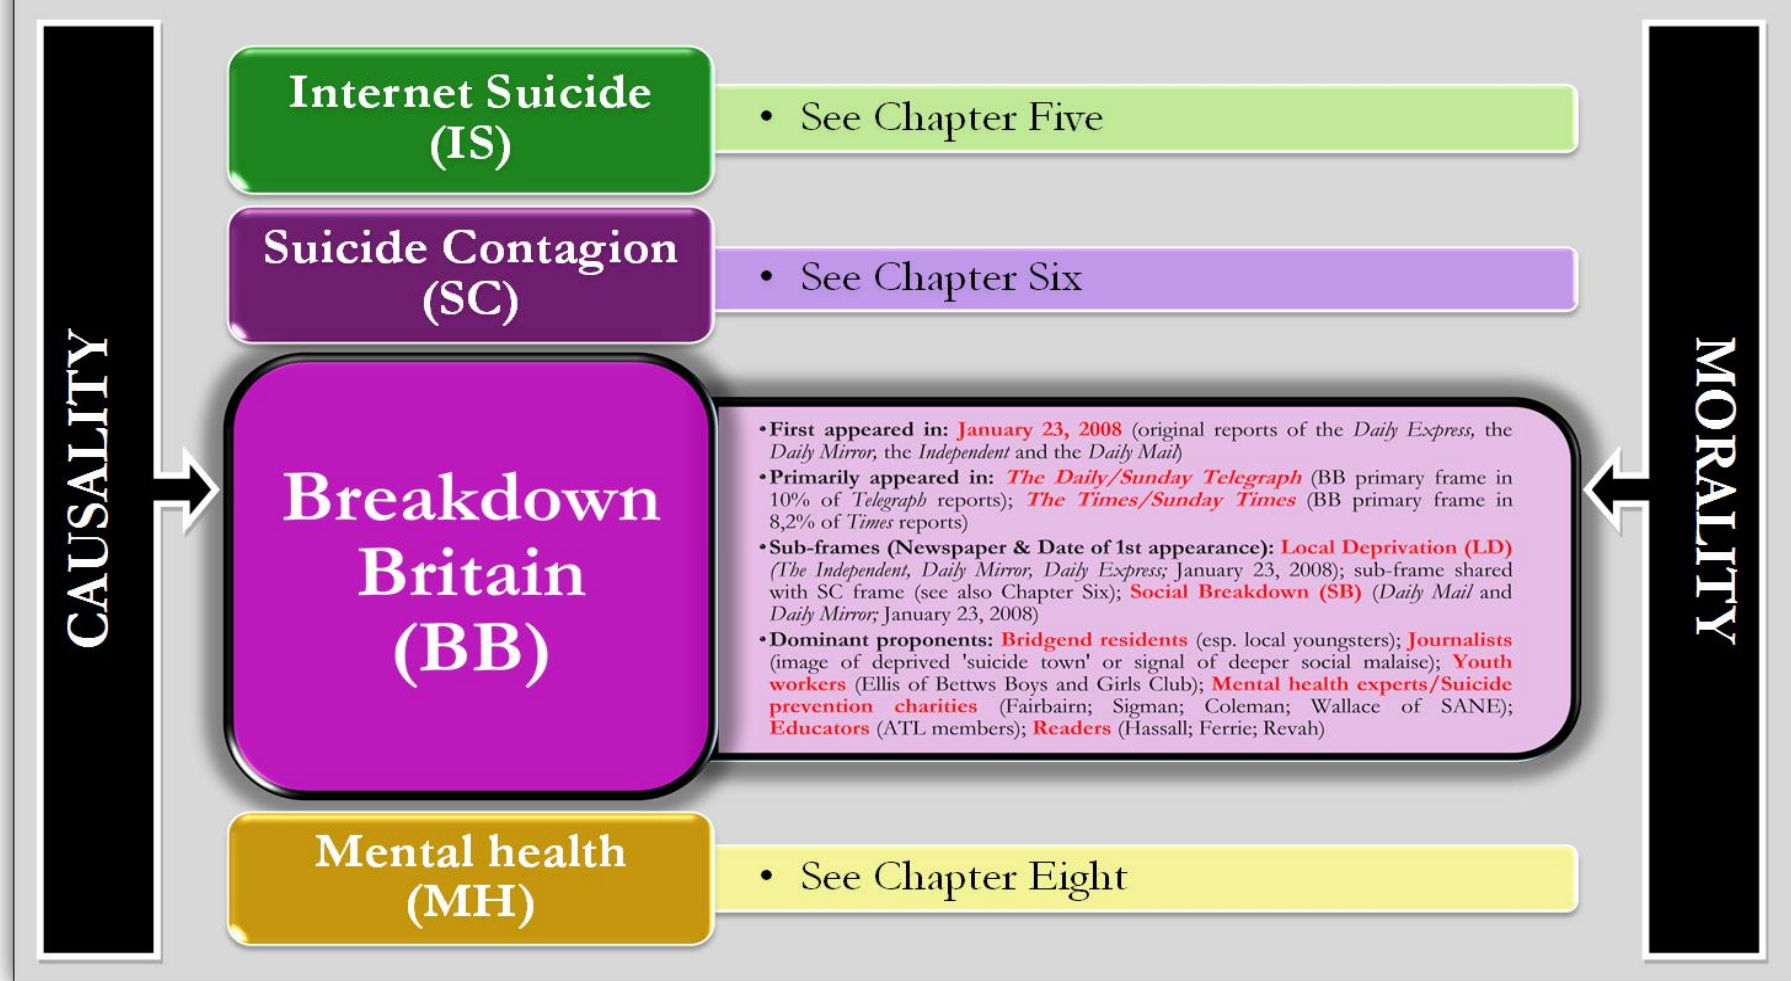 CAUSALITY
Internet Suicide
(IS)
• See Chapter Five
Suicide Contagion
(SC)
• See Chapter Six
Breakdown
Britain
(BB)
•First appeared in: January 23, 2008 (original reports of the Daily Express, the
Daily Mirror, the Independent and the Daily Mail)
•Primarily appeared in: The Daily/Sunday Telegraph (BB primary frame in
10% of Telegraph reports); The Times/Sunday Times (BB primary frame in
8,2% of Times reports)
•Sub-frames (Newspaper & Date of 1st appearance): Local Deprivation (LD)
(The Independent, Daily Mirror, Daily Express; January 23, 2008); sub-frame shared
with SC frame (see also Chapter Six); Social Breakdown (SB) (Daily Mail and
Daily Mirror; January 23, 2008)
•Dominant proponents: Bridgend residents (esp. local youngsters); Journalists
(image of deprived 'suicide town' or signal of deeper social malaise); Youth
workers (Ellis of Bettws Boys and Girls Club); Mental health experts/Suicide
prevention charities (Fairbairn; Sigman; Coleman; Wallace of SANE);
Educators (ATL members); Readers (Hassall; Ferrie; Revah)
Mental health
(MH)
• See Chapter Eight
MORALITY